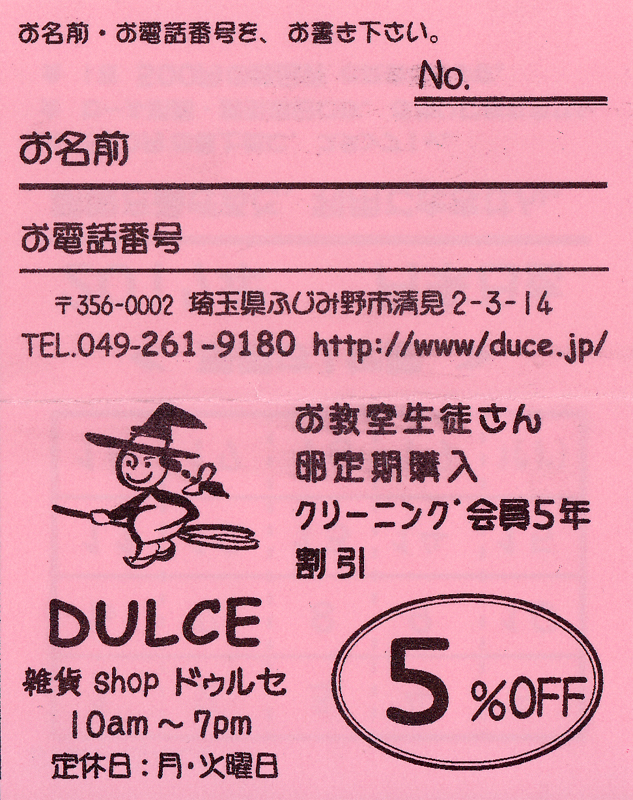 お名前・お電話番号を、お書き下さい。
No.
お名前
お電話番号
〒356-0002 埼玉県ふじみ野市清見2-3-14
TEL.049-261-9180 http://www/duce.jp/
お教室生徒さん
卵定期購入
クリーニング会員5年
割引
DULCE
雑貨 shop ドゥルセ
10am～7pm
定休日：月・火曜日
5%OFF